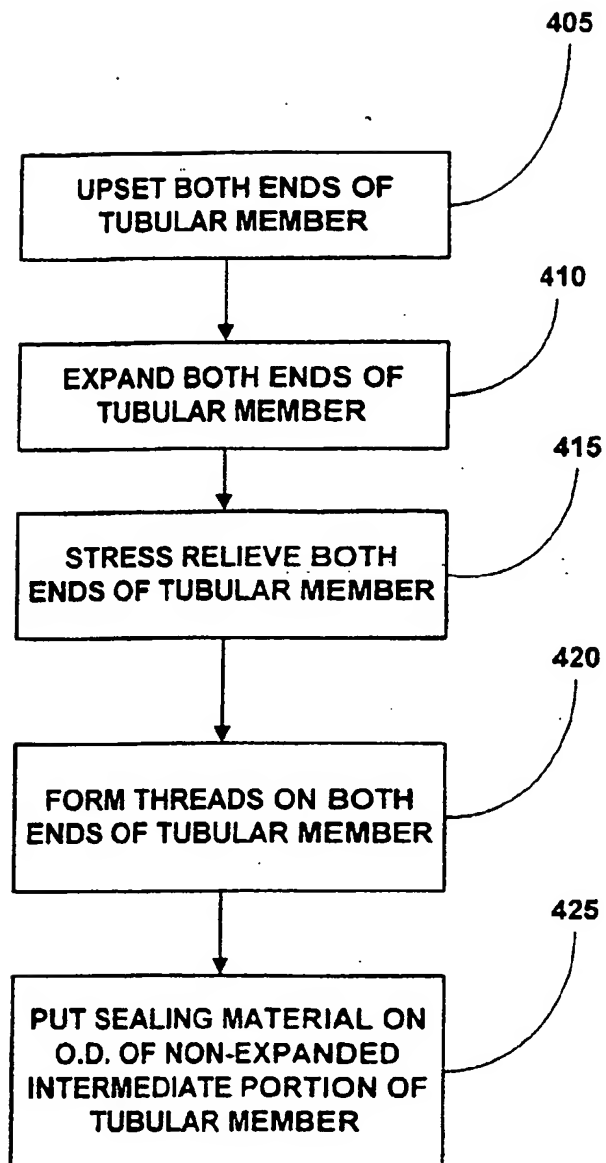 405
UPSET BOTH ENDS OF
TUBULAR MEMBER
410
EXPAND BOTH ENDS OF
TUBULAR MEMBER
415
STRESS RELIEVE BOTH
ENDS OF TUBULAR MEMBER
420
FORM THREADS ON BOTH
ENDS OF TUBULAR MEMBER
425
PUT SEALING MATERIAL ON
O.D. OF NON-EXPANDED
INTERMEDIATE PORTION OF
TUBULAR MEMBER